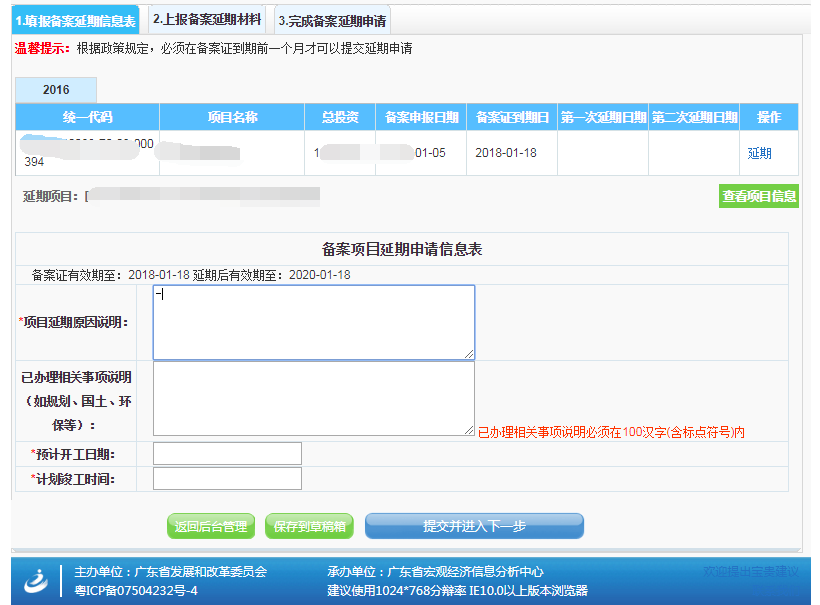 1.填报备案延期信息表 2.上报备案延期材料 3.完成备案延期申请
温馨提示：根据政策规定，必须在备案证到期前一个月才可以提交延期申请
2016
统一代码 项目名称 总投资 备案申报日期 备案证到期日 第一次延期日期 第二次延期日期 操作
000
394 1 01-05 2018-01-18 延期
延期项目：[ 查看项目信息
备案项目延期申请信息表
备案证有效期至：2018-01-18 延期后有效期至：2020-01-18
*项目延期原因说明：
已办理相关事项说明
（如规划、国土、环
保等）：
已办理相关事项说明必须在100汉字(含标点符号)内
*预计开工日期：
*计划竣工时间：
返回后台管理 保存到草稿箱 提交并进入下一步
主办单位：广东省发展和改革委员会 承办单位：广东省宏观经济信息分析中心 欢迎提出宝贵建议
粤ICP备07504232号-4 建议使用1024*768分辩率 IE10.0以上版本浏览器